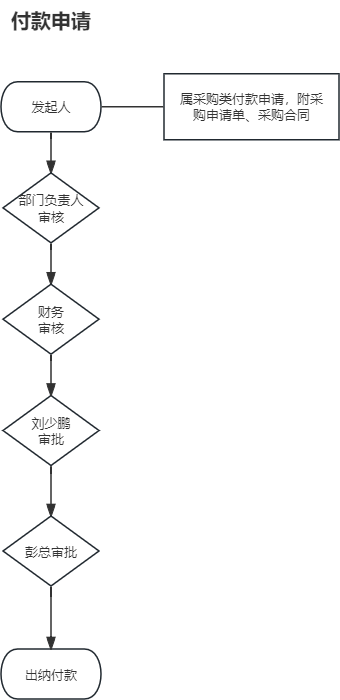 付款申请
发起人
属采购类付款申请，附采
购申请单、采购合同
部门负责人
审核
财务
审核
刘少鹏
审批
彭总审批
出纳付款